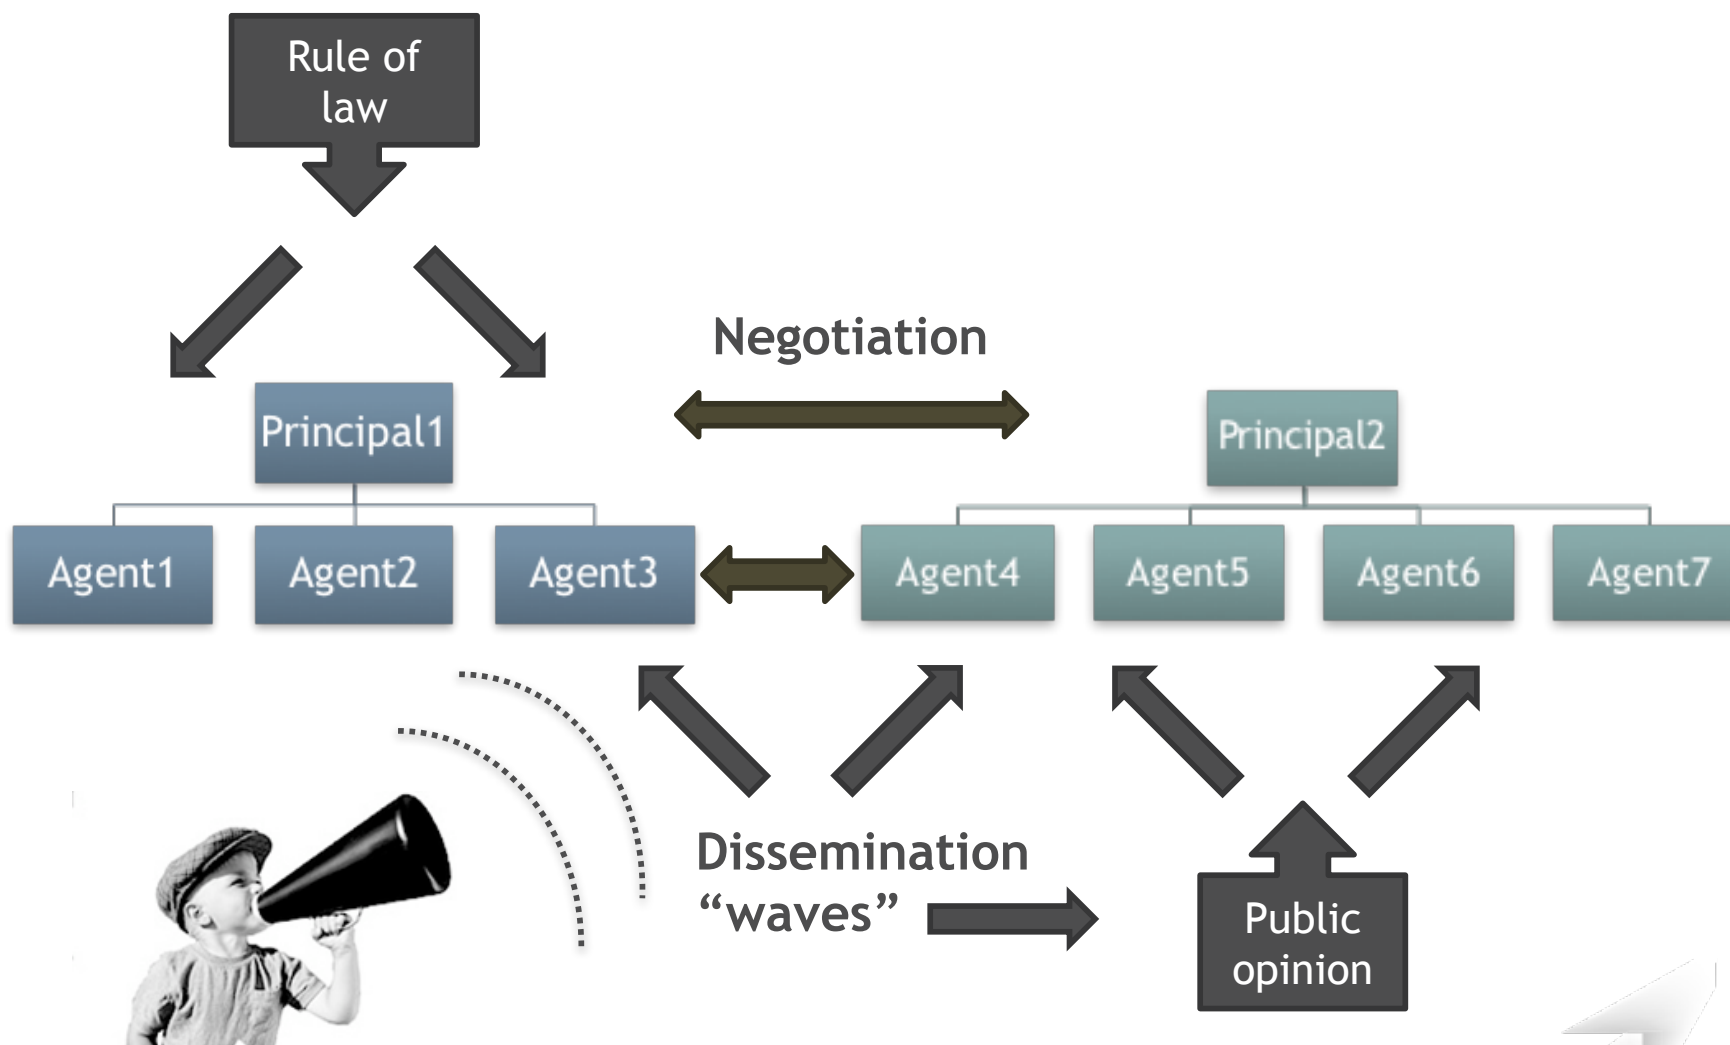 Rule of
law
Negotiation
Principal1
Principal2
Agent1
Agent2
Agent3
Agent4
Agent5
Agent6
Agent7
Dissemination
“waves”
Public
opinion